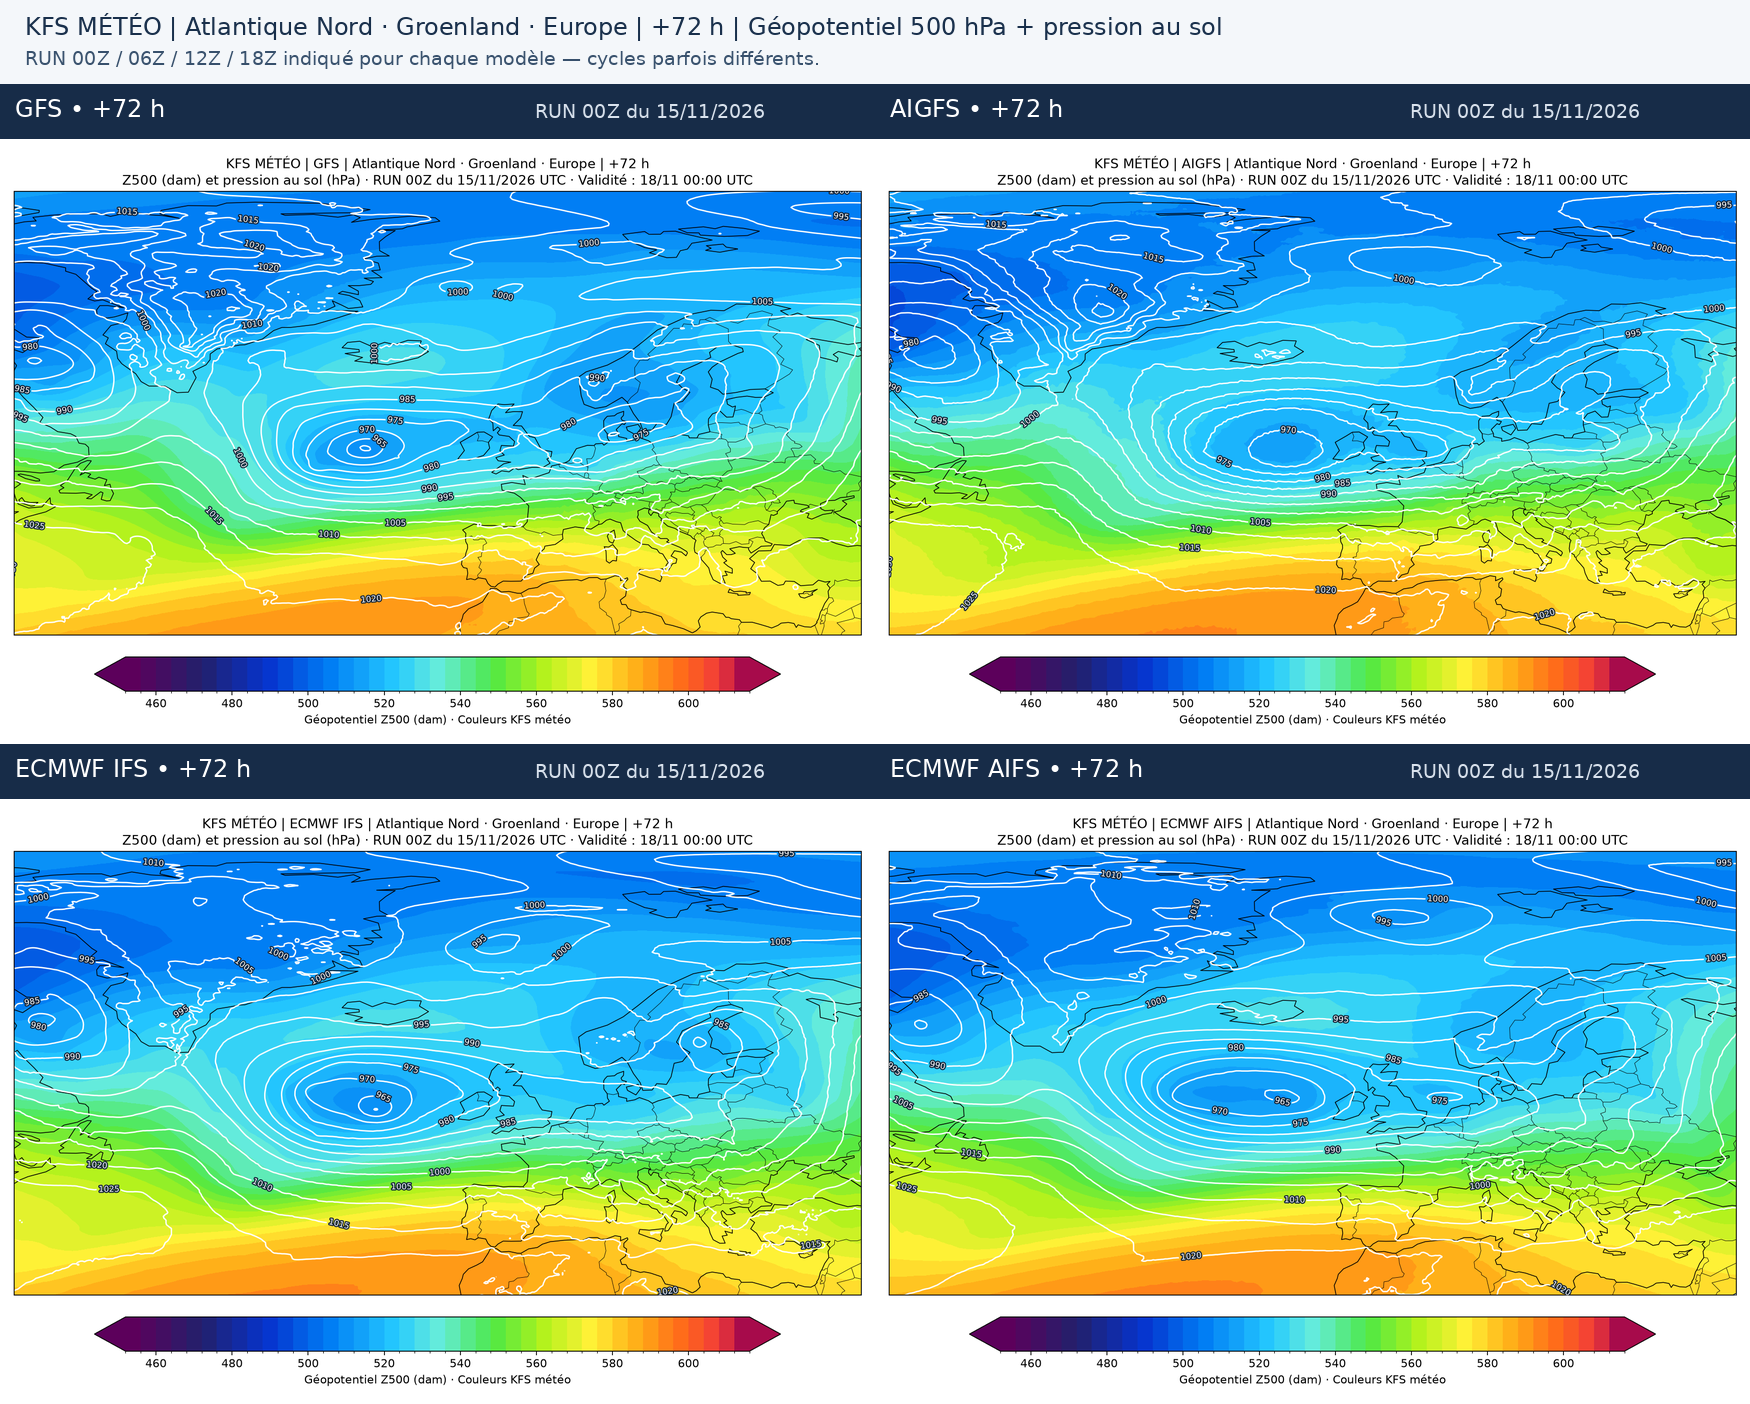 KFS MÉTÉO | Atlantique Nord · Groenland · Europe | +72 h | Géopotentiel 500 hPa + pression au sol
RUN 00Z / 06Z / 12Z / 18Z indiqué pour chaque modèle — cycles parfois différents.
GFS • +72 h
RUN 00Z du 15/11/2026
KFS MÉTÉO | GFS | Atlantique Nord · Groenland · Europe | +72 h
Z500 (dam) et pression au sol (hPa) · RUN 00Z du 15/11/2026 UTC · Validité : 18/11 00:00 UTC
460 480 500 520 540 560 580 600
Géopotentiel Z500 (dam) · Couleurs KFS météo
AIGFS • +72 h
RUN 00Z du 15/11/2026
KFS MÉTÉO | AIGFS | Atlantique Nord · Groenland · Europe | +72 h
Z500 (dam) et pression au sol (hPa) · RUN 00Z du 15/11/2026 UTC · Validité : 18/11 00:00 UTC
460 480 500 520 540 560 580 600
Géopotentiel Z500 (dam) · Couleurs KFS météo
ECMWF IFS • +72 h
RUN 00Z du 15/11/2026
KFS MÉTÉO | ECMWF IFS | Atlantique Nord · Groenland · Europe | +72 h
Z500 (dam) et pression au sol (hPa) · RUN 00Z du 15/11/2026 UTC · Validité : 18/11 00:00 UTC
460 480 500 520 540 560 580 600
Géopotentiel Z500 (dam) · Couleurs KFS météo
ECMWF AIFS • +72 h
RUN 00Z du 15/11/2026
KFS MÉTÉO | ECMWF AIFS | Atlantique Nord · Groenland · Europe | +72 h
Z500 (dam) et pression au sol (hPa) · RUN 00Z du 15/11/2026 UTC · Validité : 18/11 00:00 UTC
460 480 500 520 540 560 580 600
Géopotentiel Z500 (dam) · Couleurs KFS météo